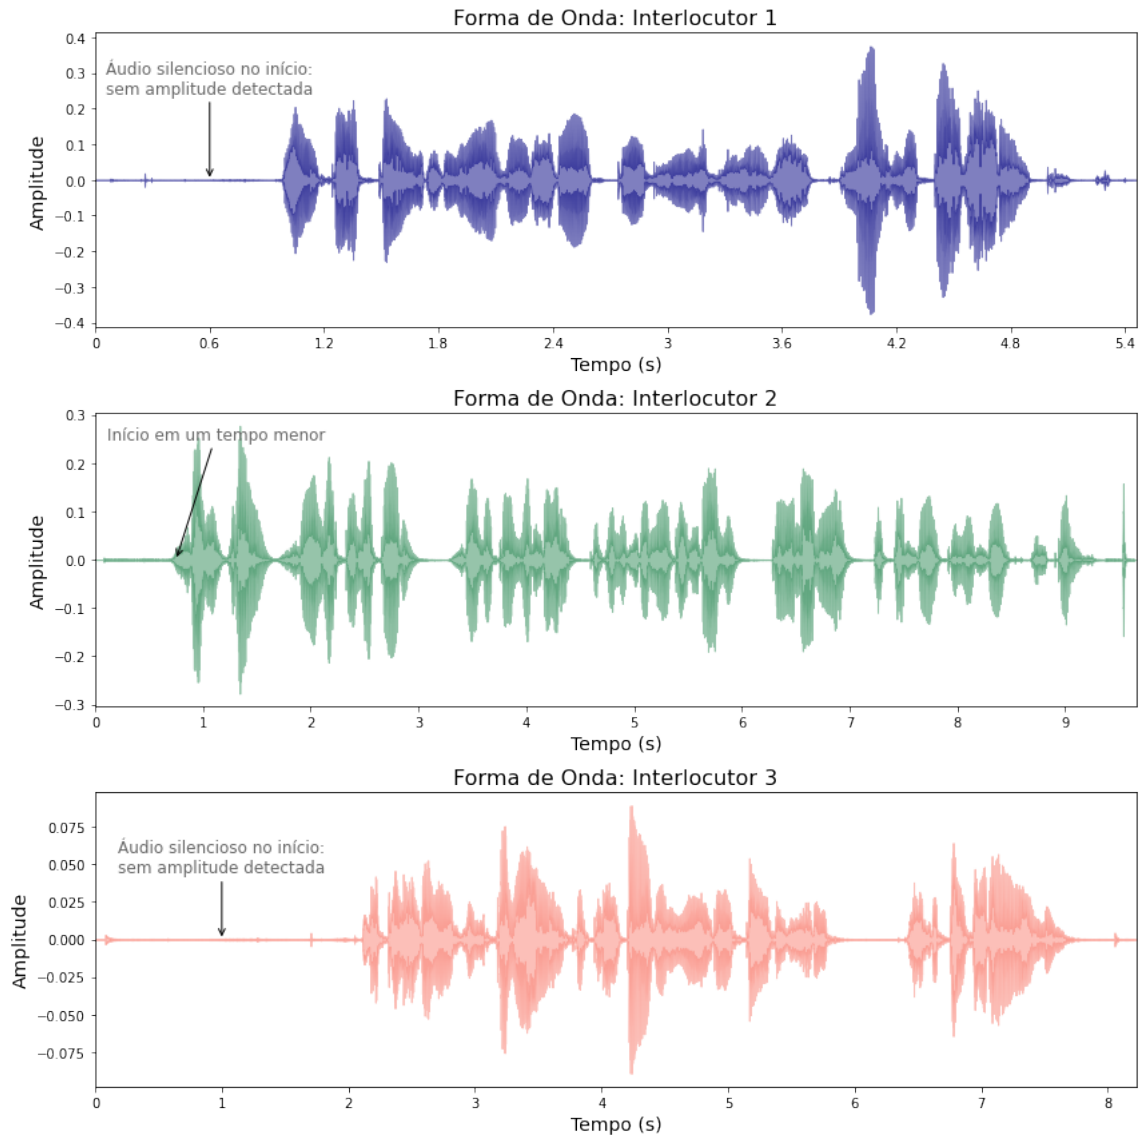 Forma de Onda: Interlocutor 1
Áudio silencioso no início:
sem amplitude detectada
Amplitude
0.4
0.3
0.2
0.1
0.0
−0.1
−0.2
−0.3
−0.4
0 0.6 1.2 1.8 2.4 3 3.6 4.2 4.8 5.4
Tempo (s)
Forma de Onda: Interlocutor 2
Início em um tempo menor
Amplitude
0.3
0.2
0.1
0.0
−0.1
−0.2
−0.3
0 1 2 3 4 5 6 7 8 9
Tempo (s)
Forma de Onda: Interlocutor 3
Áudio silencioso no início:
sem amplitude detectada
Amplitude
0.075
0.050
0.025
0.000
−0.025
−0.050
−0.075
0 1 2 3 4 5 6 7 8
Tempo (s)